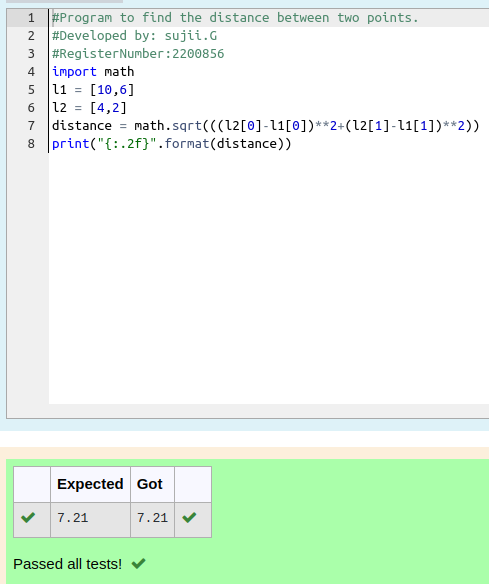 1 #Program to find the distance between two points.
2 #Developed by: sujii.G
3 #RegisterNumber:2200856
4 import math
5 l1 = [10,6]
6 l2 = [4,2]
7 distance = math.sqrt(((l2[0]-l1[0])**2+(l2[1]-l1[1])**2))
8 print("{:.2f}".format(distance))
Expected Got
7.21 7.21
Passed all tests!